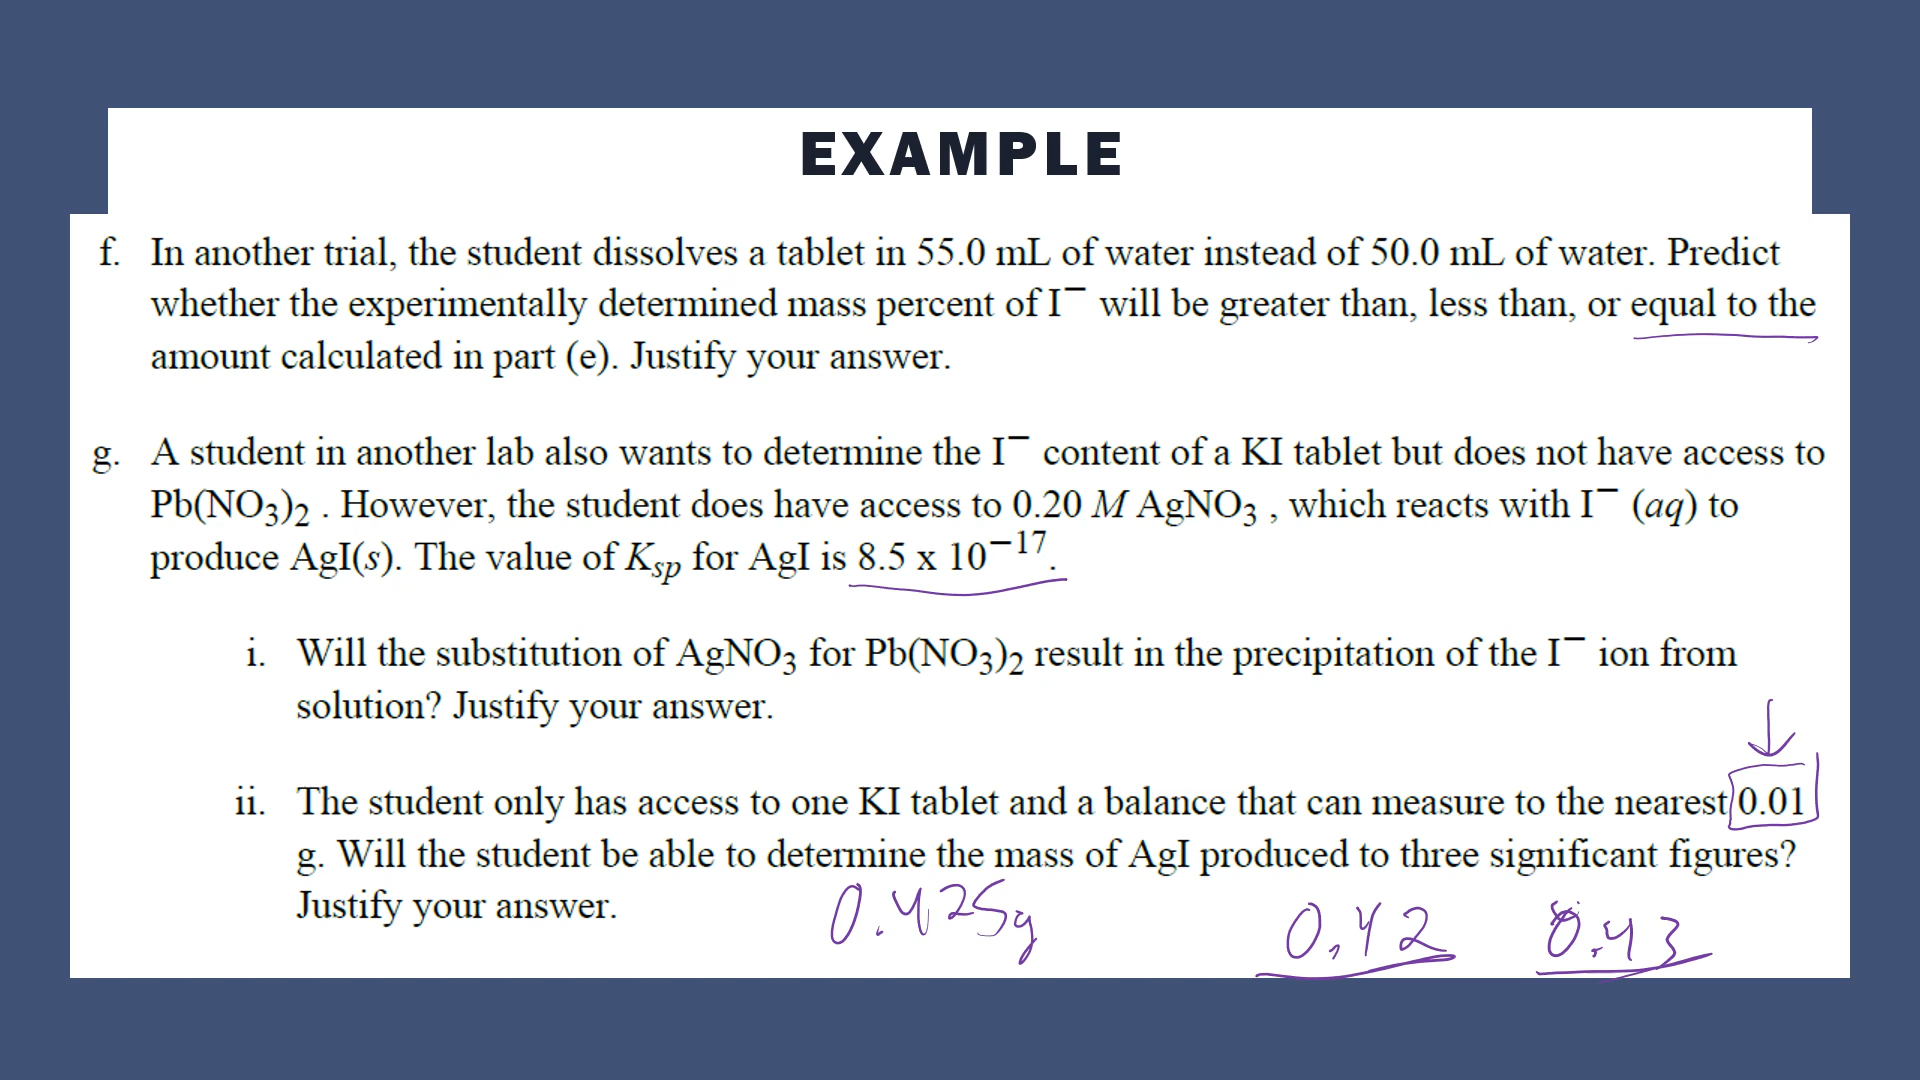 EXAMPLE
f. In another trial, the student dissolves a tablet in 55.0 mL of water instead of 50.0 mL of water. Predict
whether the experimentally determined mass percent of I⁻ will be greater than, less than, or equal to the
amount calculated in part (e). Justify your answer.
g. A student in another lab also wants to determine the I⁻ content of a KI tablet but does not have access to
Pb(NO₃)₂ . However, the student does have access to 0.20 M AgNO₃ , which reacts with I⁻ (aq) to
produce AgI(s). The value of Kₛₚ for AgI is 8.5 x 10⁻¹⁷.
i. Will the substitution of AgNO₃ for Pb(NO₃)₂ result in the precipitation of the I⁻ ion from
solution? Justify your answer.
ii. The student only has access to one KI tablet and a balance that can measure to the nearest 0.01
g. Will the student be able to determine the mass of AgI produced to three significant figures?
Justify your answer.
0.425g 0.42 0.43